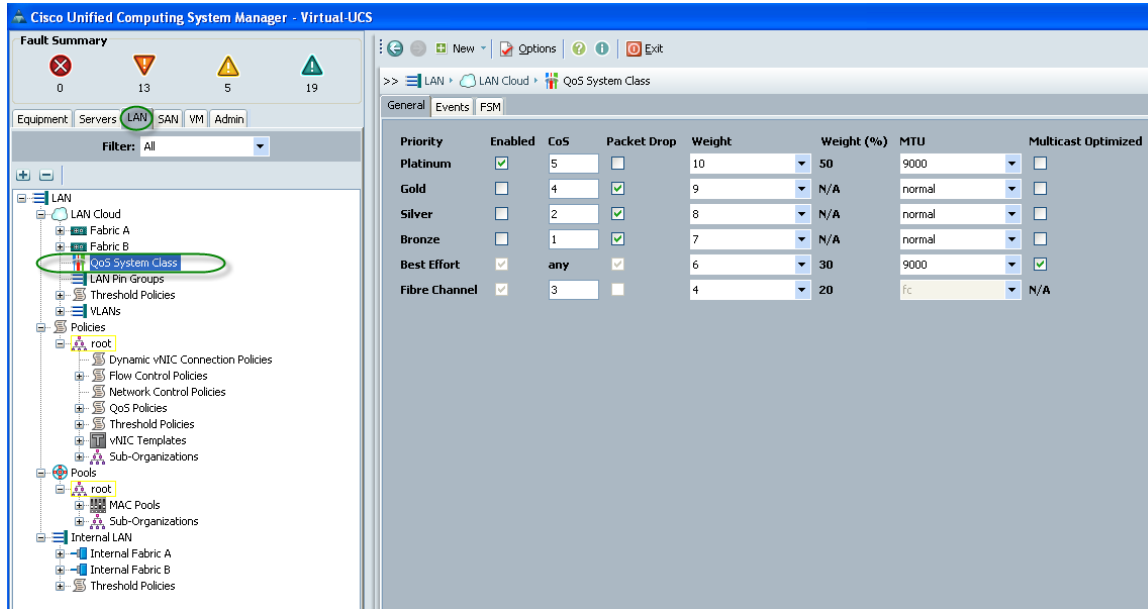 Cisco Unified Computing System Manager - Virtual-UCS
Fault Summary
0 13 5 19
Equipment Servers LAN SAN VM Admin
Filter: All
LAN
LAN Cloud
Fabric A
Fabric B
QoS System Class
LAN Pin Groups
Threshold Policies
VLANs
Policies
root
Dynamic vNIC Connection Policies
Flow Control Policies
Network Control Policies
QoS Policies
Threshold Policies
vNIC Templates
Sub-Organizations
Pools
root
MAC Pools
Sub-Organizations
Internal LAN
Internal Fabric A
Internal Fabric B
Threshold Policies
New Options Exit
>> LAN LAN Cloud QoS System Class
General Events FSM
Priority Enabled CoS Packet Drop Weight Weight (%) MTU Multicast Optimized
Platinum 5 10 50 9000
Gold 4 9 N/A normal
Silver 2 8 N/A normal
Bronze 1 7 N/A normal
Best Effort any 6 30 9000
Fibre Channel 3 4 20 fc N/A